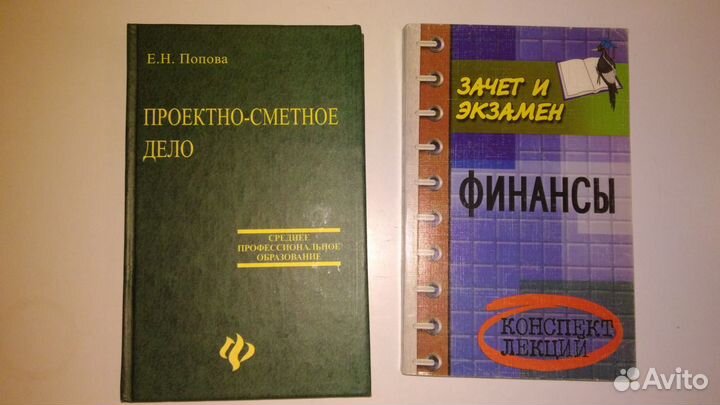 Е.Н. Попова
ПРОЕКТНО-СМЕТНОЕ
ДЕЛО
СРЕДНЕЕ
ПРОФЕССИОНАЛЬНОЕ
ОБРАЗОВАНИЕ
ЗАЧЕТ И
ЭКЗАМЕН
ФИНАНСЫ
КОНСПЕКТ
ЛЕКЦИЙ
Avito